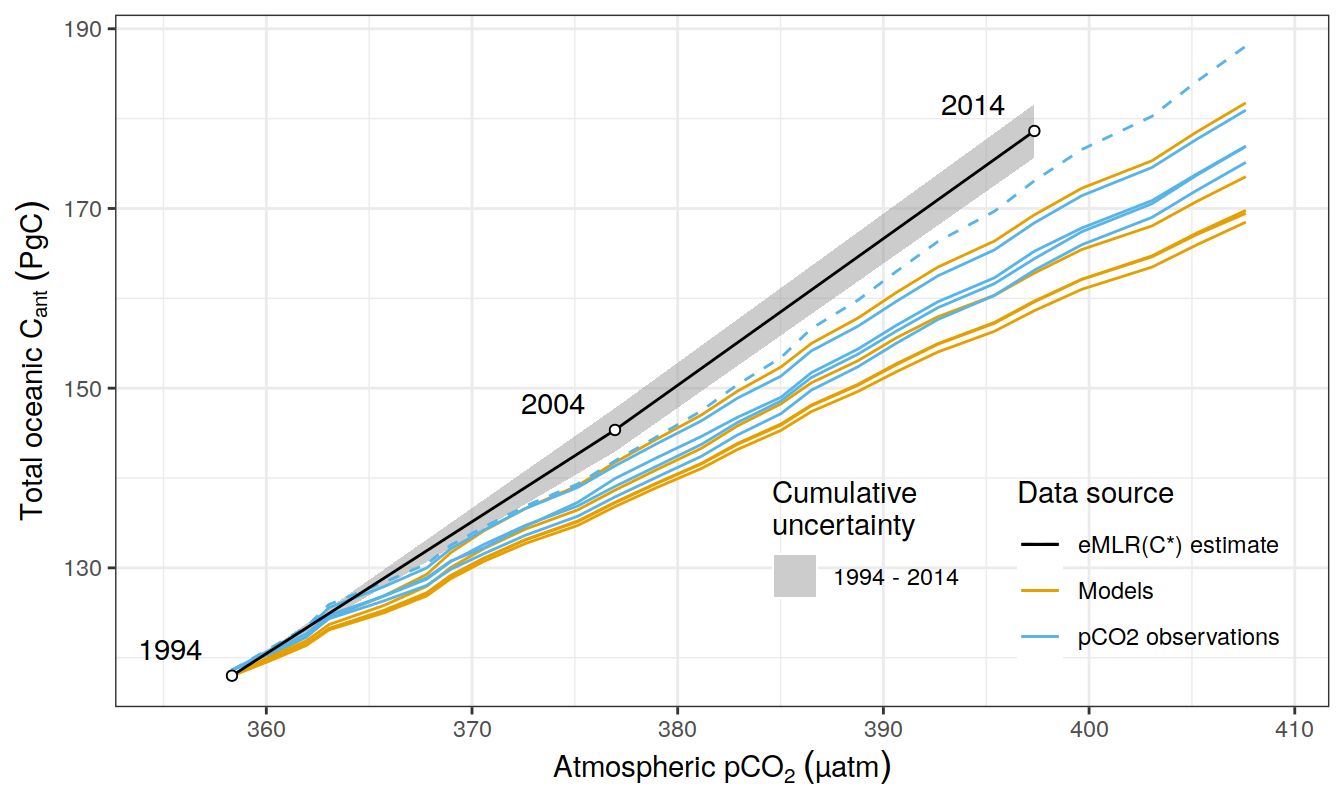 190
170
150
130
Total oceanic Cant (PgC)
2014
2004
1994
Cumulative
uncertainty
1994 - 2014
Data source
eMLR(C*) estimate
Models
pCO2 observations
360
370
380
390
400
410
Atmospheric pCO₂ (µatm)